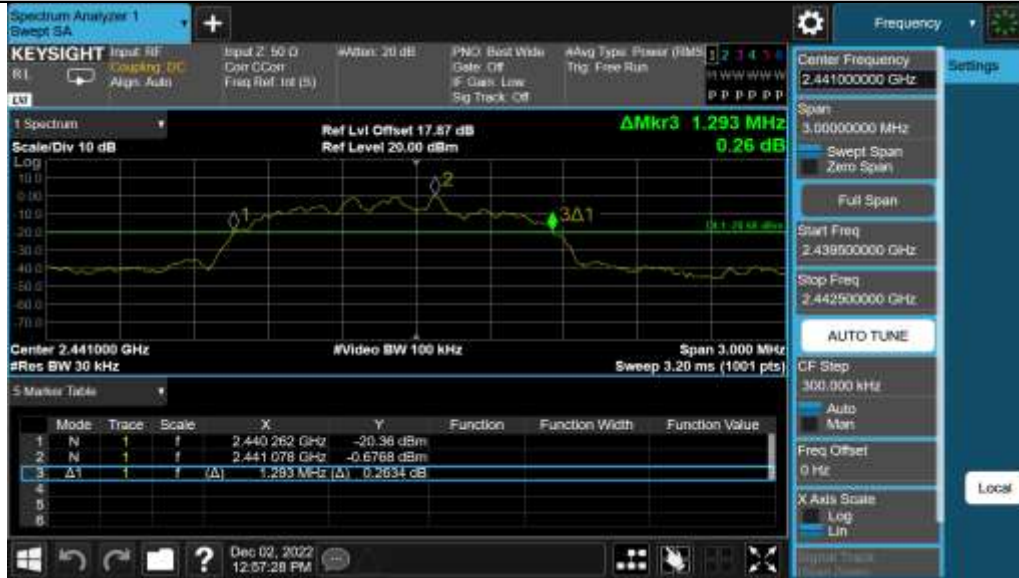 Spectrum Analyzer 1
Swept SA
+
Frequency
KEYSIGHT
RL
Input: RF
Coupling: DC
Align: Auto
Input Z: 50 Ω
Corr CCorr
Freq Ref: Int (S)
#Atten: 20 dB
PNO: Best Wide
Gate: Off
IF Gain: Low
Sig Track: Off
#Avg Type: Power (RMS)
Trig: Free Run
1 2 3 4 5 6
M W W W W W
P P P P P P
LXI
1 Spectrum
Scale/Div 10 dB
Log
Ref Lvl Offset 17.87 dB
Ref Level 20.00 dBm
ΔMkr3 1.293 MHz
0.26 dB
10.0
0.00
-10.0
-20.0
-30.0
-40.0
-50.0
-60.0
-70.0
1
2
3Δ1
Center 2.441000 GHz
#Res BW 30 kHz
#Video BW 100 kHz
Span 3.000 MHz
Sweep 3.20 ms (1001 pts)
5 Marker Table
Mode Trace Scale X Y Function Function Width Function Value
1 N 1 f 2.440 262 GHz -20.36 dBm
2 N 1 f 2.441 078 GHz -0.6768 dBm
3 Δ1 1 f (Δ) 1.293 MHz (Δ) 0.2634 dB
4
5
6
?
Dec 02, 2022
12:57:28 PM
Center Frequency
2.441000000 GHz
Span
3.00000000 MHz
Swept Span
Zero Span
Full Span
Start Freq
2.439500000 GHz
Stop Freq
2.442500000 GHz
AUTO TUNE
CF Step
300.000 kHz
Auto
Man
Freq Offset
0 Hz
X Axis Scale
Log
Lin
Signal Track
Settings
Local